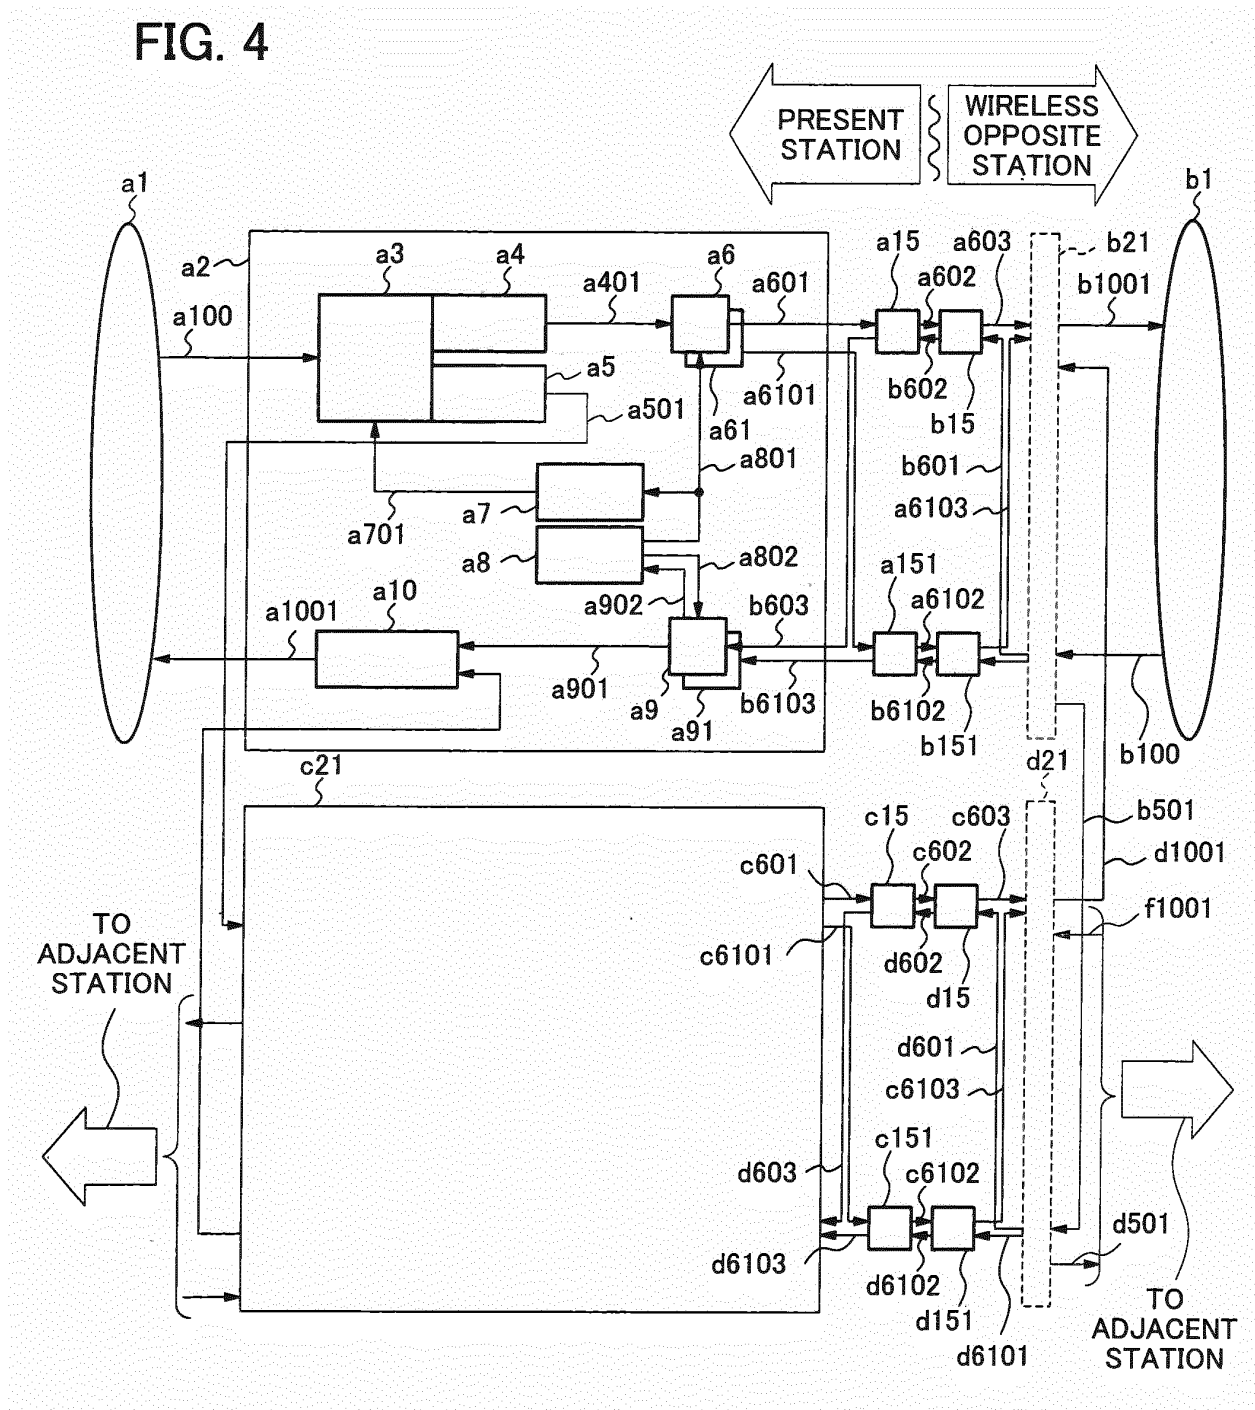 FIG. 4
PRESENT
STATION
WIRELESS
OPPOSITE
STATION
a1
b1
a2
a3
a4
a6
a15
a603
b21
a100
a401
a601
a602
b1001
a5
a501
a61
a6101
b602
b15
a801
b601
a6103
a7
a701
a8
a802
a151
a1001
a10
a902
b603
a6102
a901
a9
a91
b6103
b6102
b151
b100
c21
d21
b501
c15
c603
c601
c602
d1001
f1001
c6101
d602
d15
TO
ADJACENT
STATION
d601
c6103
c151
d603
c6102
d501
d6103
d6102
d151
d6101
TO
ADJACENT
STATION